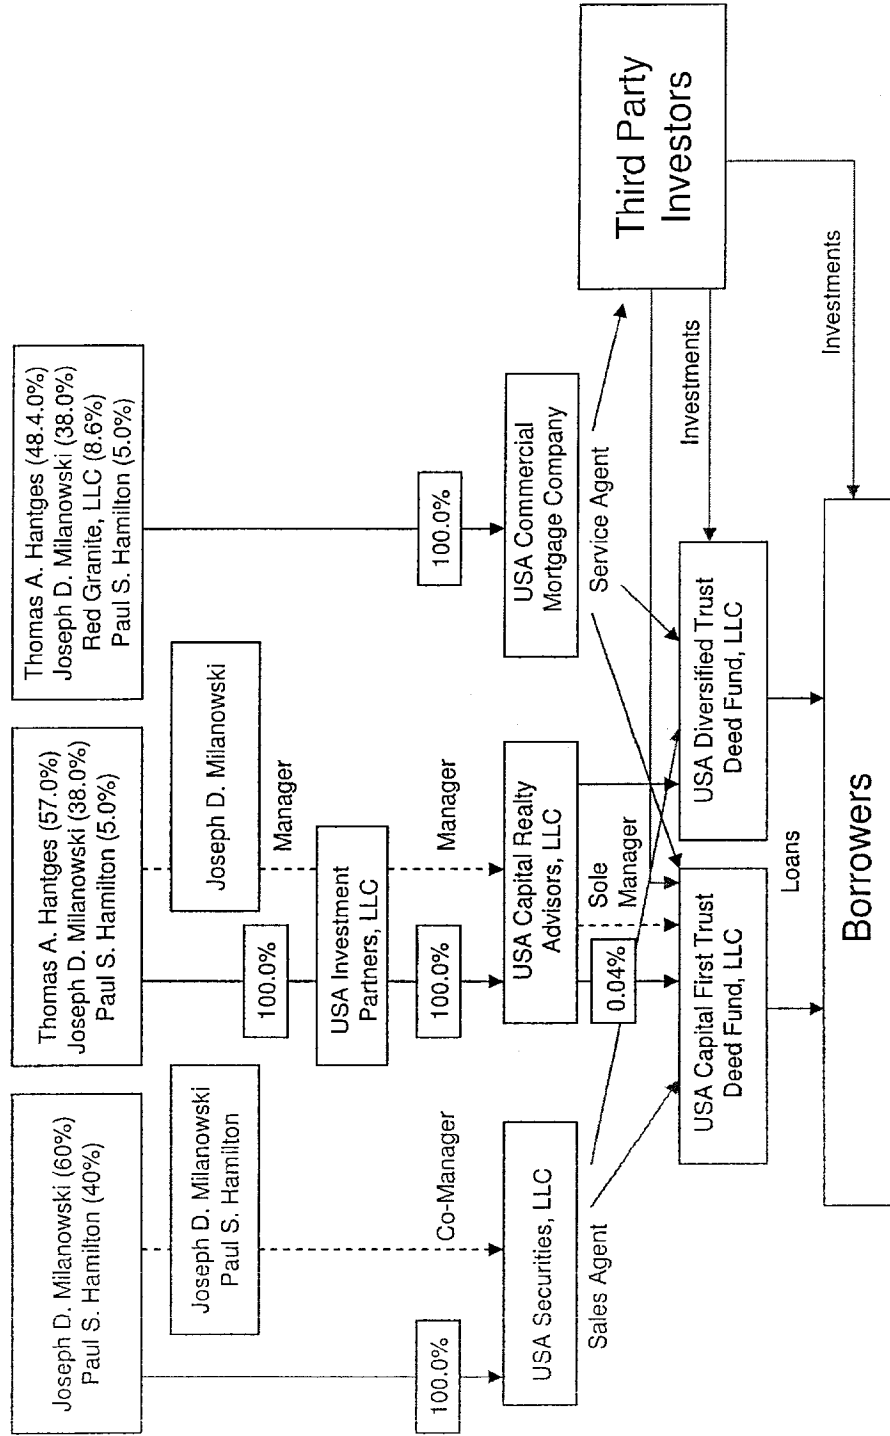 Joseph D. Milanowski (60%)
Paul S. Hamilton (40%)
Thomas A. Hantges (57.0%)
Joseph D. Milanowski (38.0%)
Paul S. Hamilton (5.0%)
Thomas A. Hantges (48.4.0%)
Joseph D. Milanowski (38.0%)
Red Granite, LLC (8.6%)
Paul S. Hamilton (5.0%)
Joseph D. Milanowski
Paul S. Hamilton
Joseph D. Milanowski
100.0%
Manager
USA Investment
Partners, LLC
100.0%
Co-Manager
100.0%
Manager
100.0%
USA Securities, LLC
USA Capital Realty
Advisors, LLC
USA Commercial
Mortgage Company
Third Party
Investors
Sales Agent
0.04%
Sole
Manager
Service Agent
Investments
USA Capital First Trust
Deed Fund, LLC
USA Diversified Trust
Deed Fund, LLC
Loans
Investments
Borrowers